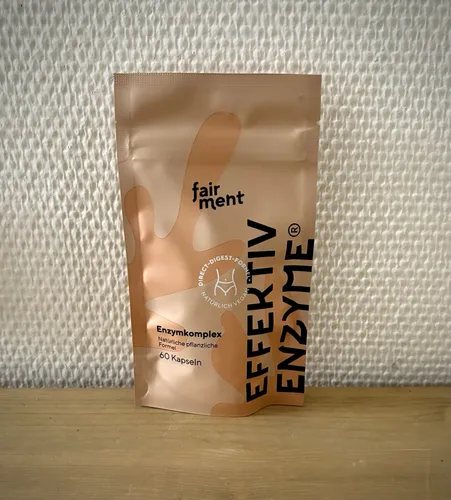 fair
ment
DIRECT-DIGEST-FORMEL
NATÜRLICH VEGAN
EFFEKTIV
ENZYME®
Enzymkomplex
Natürliche pflanzliche
Formel
60 Kapseln